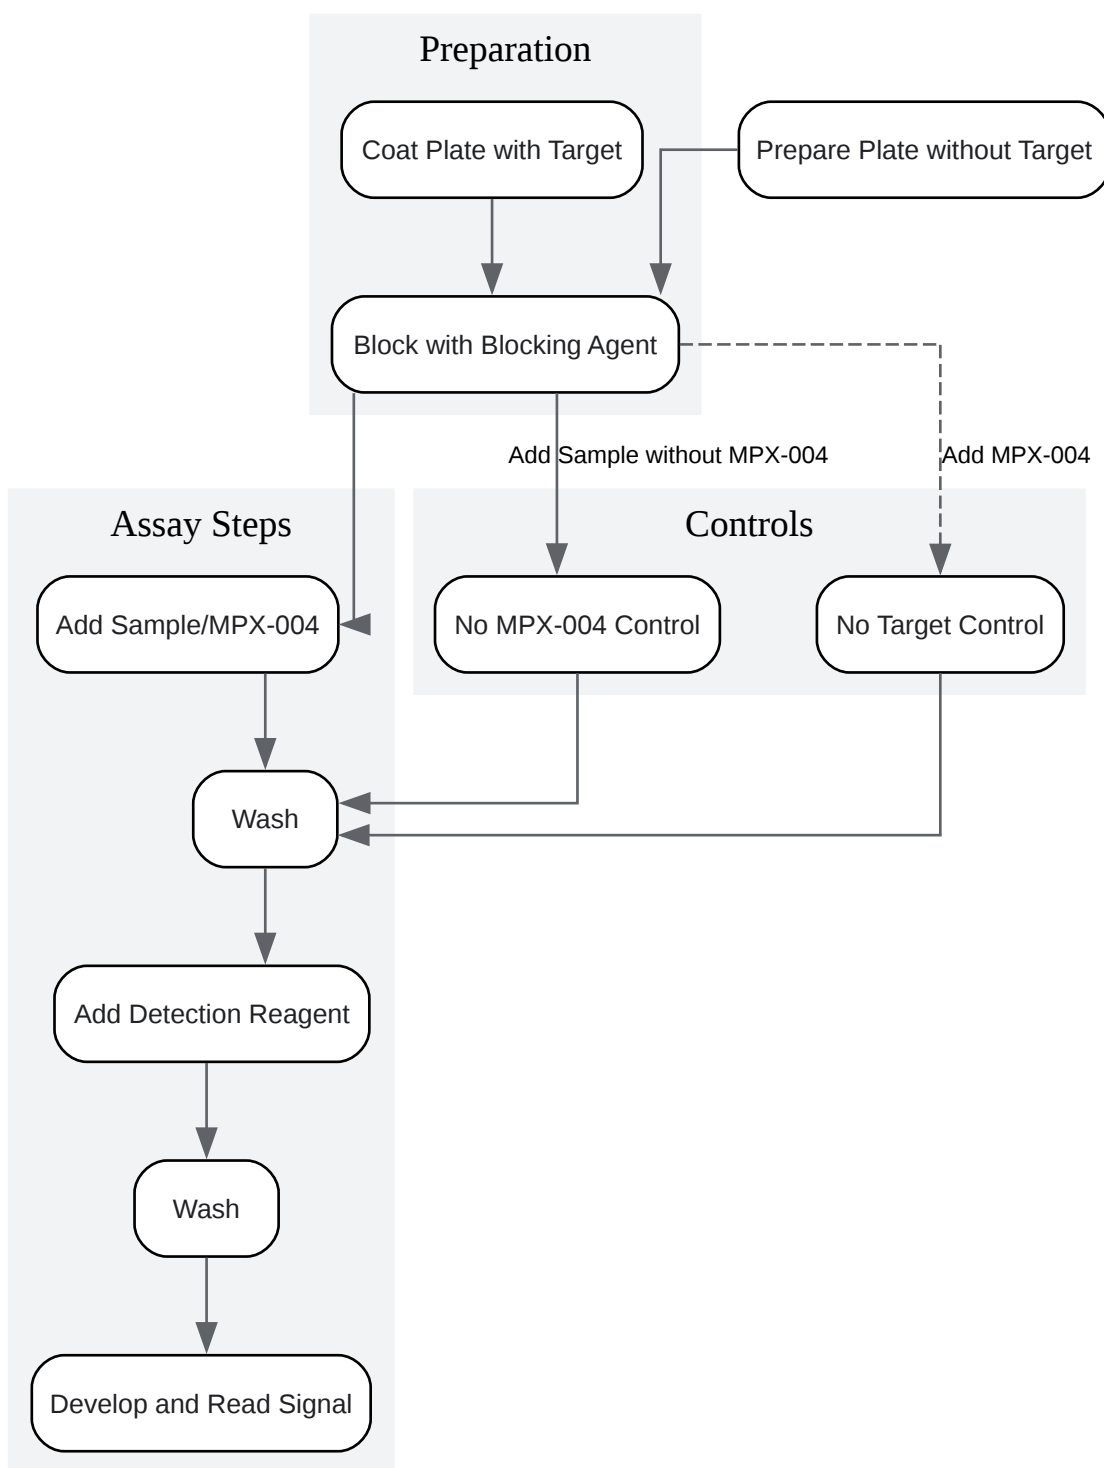 Preparation
Coat Plate with Target
Prepare Plate without Target
Block with Blocking Agent
Add Sample without MPX-004
Add MPX-004
Assay Steps
Controls
Add Sample/MPX-004
No MPX-004 Control
No Target Control
Wash
Add Detection Reagent
Wash
Develop and Read Signal